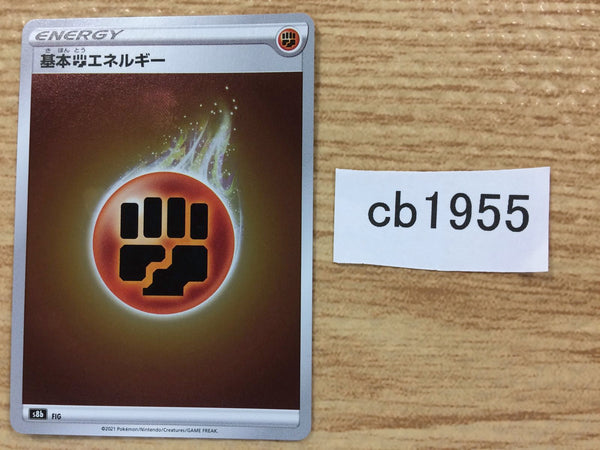 ENERGY
き ほん とう
基本闘エネルギー
cb1955
s8b FIG
©2021 Pokémon/Nintendo/Creatures/GAME FREAK.